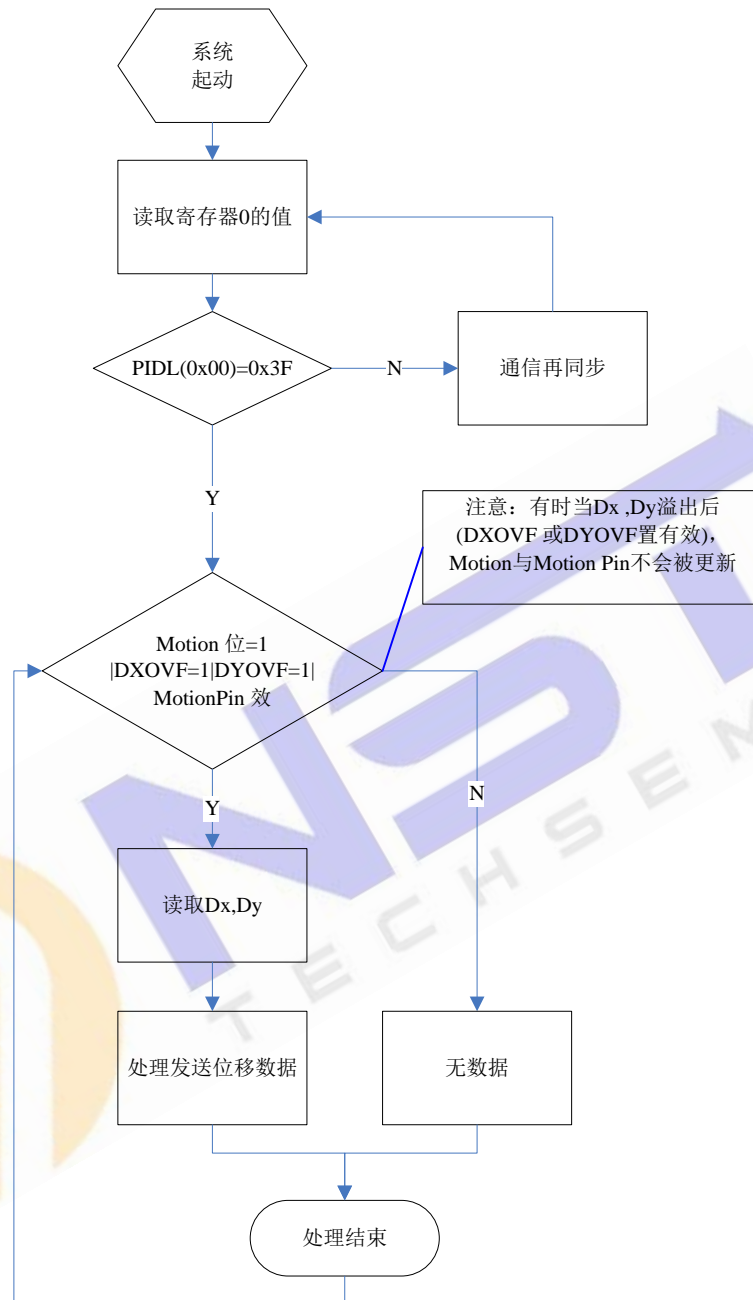 系统
起动
读取寄存器0的值
PIDL(0x00)=0x3F
N
通信再同步
Y
注意：有时当Dx ,Dy溢出后
(DXOVF 或DYOVF置有效),
Motion与Motion Pin不会被更新
Motion 位=1
|DXOVF=1|DYOVF=1|
MotionPin 效
Y
N
读取Dx,Dy
处理发送位移数据
无数据
处理结束
NST
TECHSEM